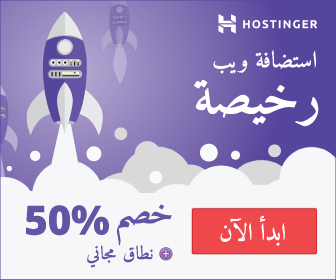 HOSTINGER
استضافة ويب
رخيصة
خصم 50%
+ نطاق مجاني
ابدأ الآن